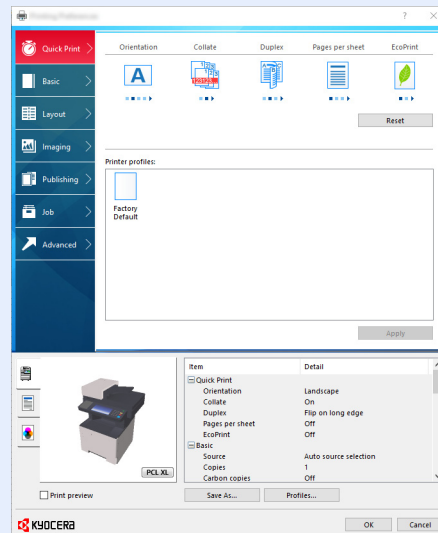 ? ×
Quick Print
Basic
Layout
Imaging
Publishing
Job
Advanced
Orientation Collate Duplex Pages per sheet EcoPrint
A
Reset
Printer profiles:
Factory
Default
Apply
PCL XL
Print preview
Item Detail
Quick Print
Orientation Landscape
Collate On
Duplex Flip on long edge
Pages per sheet Off
EcoPrint Off
Basic
Source Auto source selection
Copies 1
Carbon copies Off
Save As... Profiles...
KYOCERA
OK Cancel